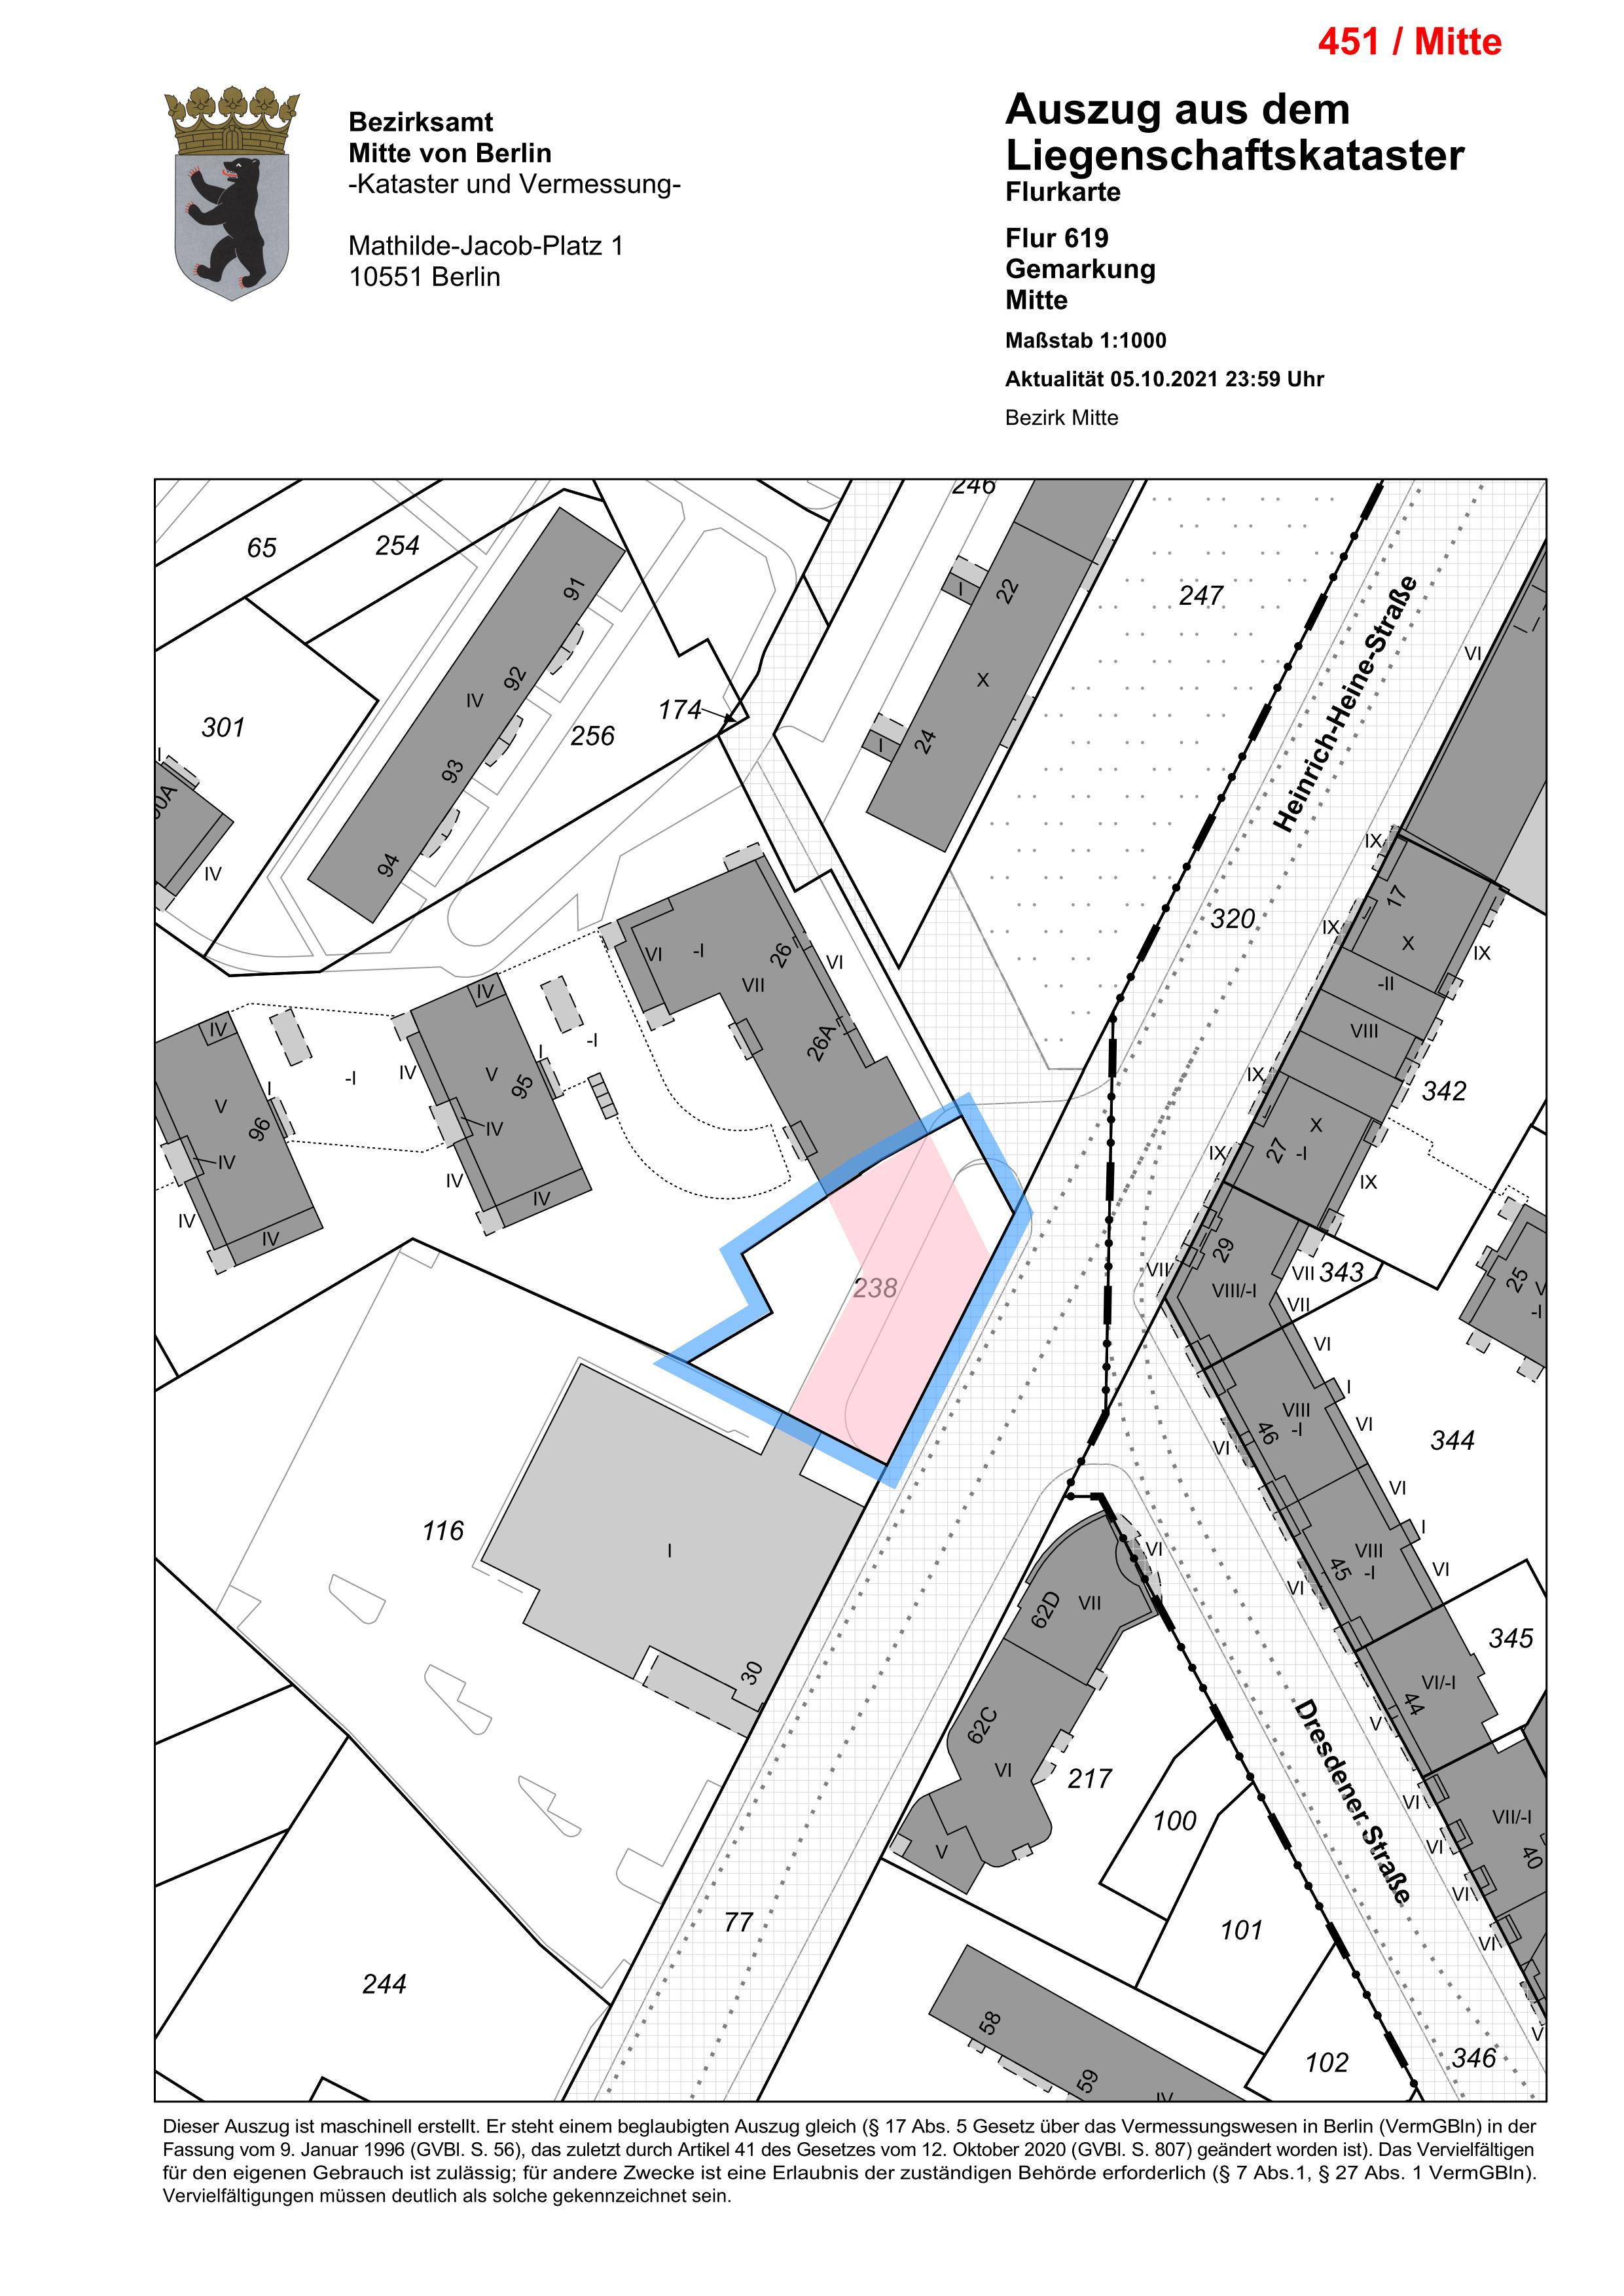 451 / Mitte
Bezirksamt
Mitte von Berlin
-Kataster und Vermessung-
Mathilde-Jacob-Platz 1
10551 Berlin
Auszug aus dem
Liegenschaftskataster
Flurkarte
Flur 619
Gemarkung
Mitte
Maßstab 1:1000
Aktualität 05.10.2021 23:59 Uhr
Bezirk Mitte
246
65
254
91
I
22
247
Heinrich-Heine-Straße
VI
92
IV
X
174
301
256
24
I
93
I
IX
94
IV
17
320
IX
X
IX
VI
-I
26
VI
VII
-II
IV
IV
VIII
26A
-I
I
-I
IV
V
95
IX
342
V
I
96
IV
X
27
-I
IX
IV
IV
IX
IV
IV
IV
IV
29
VII
VII
343
25
-I
238
VIII/-I
VII
VI
I
VIII
-I
46
VI
VI
344
VI
116
I
I
VI
VIII
-I
45
VI
VI
62D
VII
345
30
VI/-I
44
V
62C
VI
217
Dresdener Straße
VI
VII/-I
100
VI
40
V
VI
77
101
VI
244
58
V
102
346
59
IV
Dieser Auszug ist maschinell erstellt. Er steht einem beglaubigten Auszug gleich (§ 17 Abs. 5 Gesetz über das Vermessungswesen in Berlin (VermGBln) in der
Fassung vom 9. Januar 1996 (GVBl. S. 56), das zuletzt durch Artikel 41 des Gesetzes vom 12. Oktober 2020 (GVBl. S. 807) geändert worden ist). Das Vervielfältigen
für den eigenen Gebrauch ist zulässig; für andere Zwecke ist eine Erlaubnis der zuständigen Behörde erforderlich (§ 7 Abs.1, § 27 Abs. 1 VermGBln).
Vervielfältigungen müssen deutlich als solche gekennzeichnet sein.